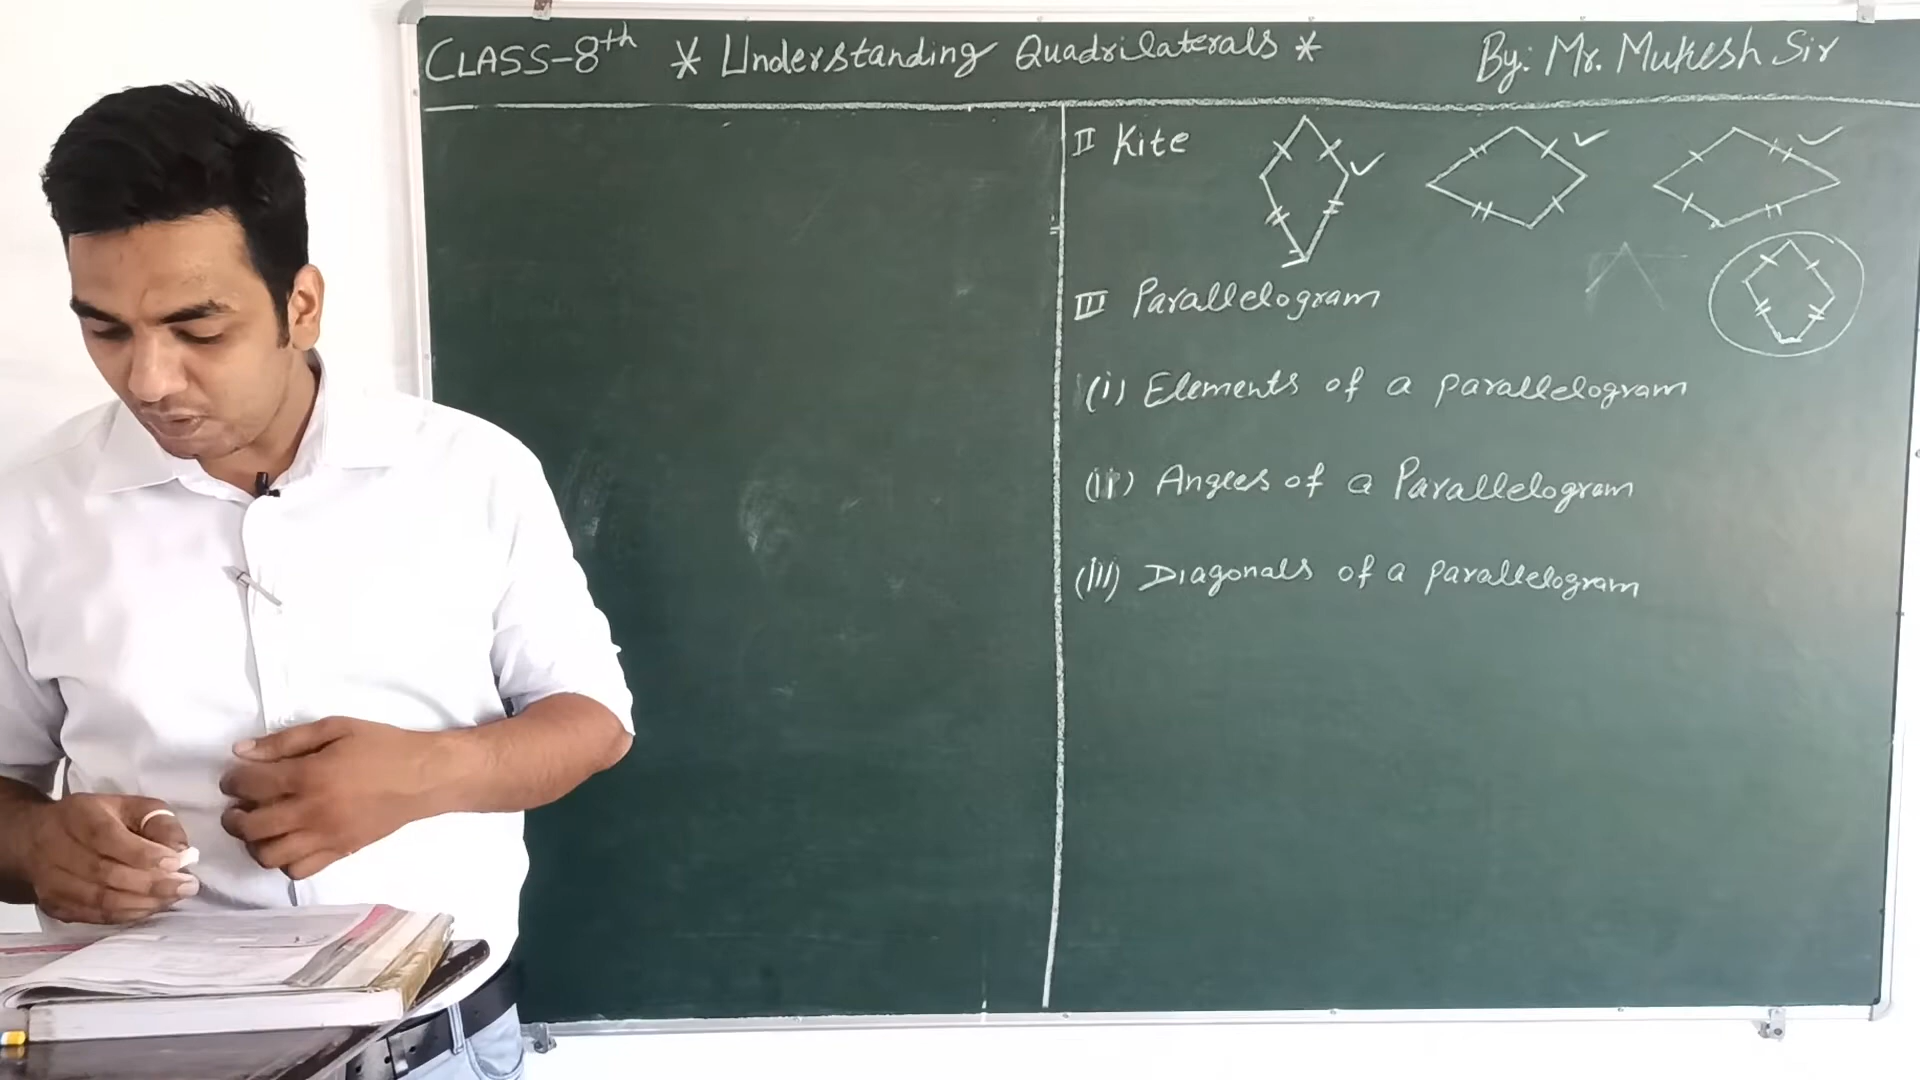 CLASS-8th * Understanding Quadrilaterals * By: Mr. Mukesh Sir
II Kite
III Parallelogram
(i) Elements of a parallelogram
(ii) Angles of a Parallelogram
(iii) Diagonals of a parallelogram